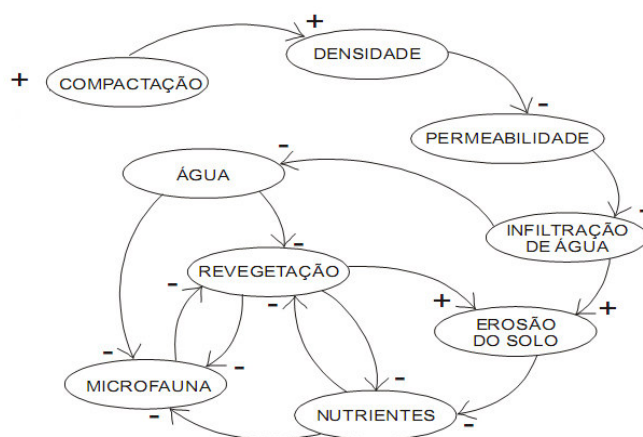 +
DENSIDADE
+
COMPACTAÇÃO
-
PERMEABILIDADE
-
ÁGUA
-
INFILTRAÇÃO
DE ÁGUA
-
REVEGETAÇÃO
-
-
+
+
EROSÃO
DO SOLO
-
-
MICROFAUNA
-
-
NUTRIENTES
-
-